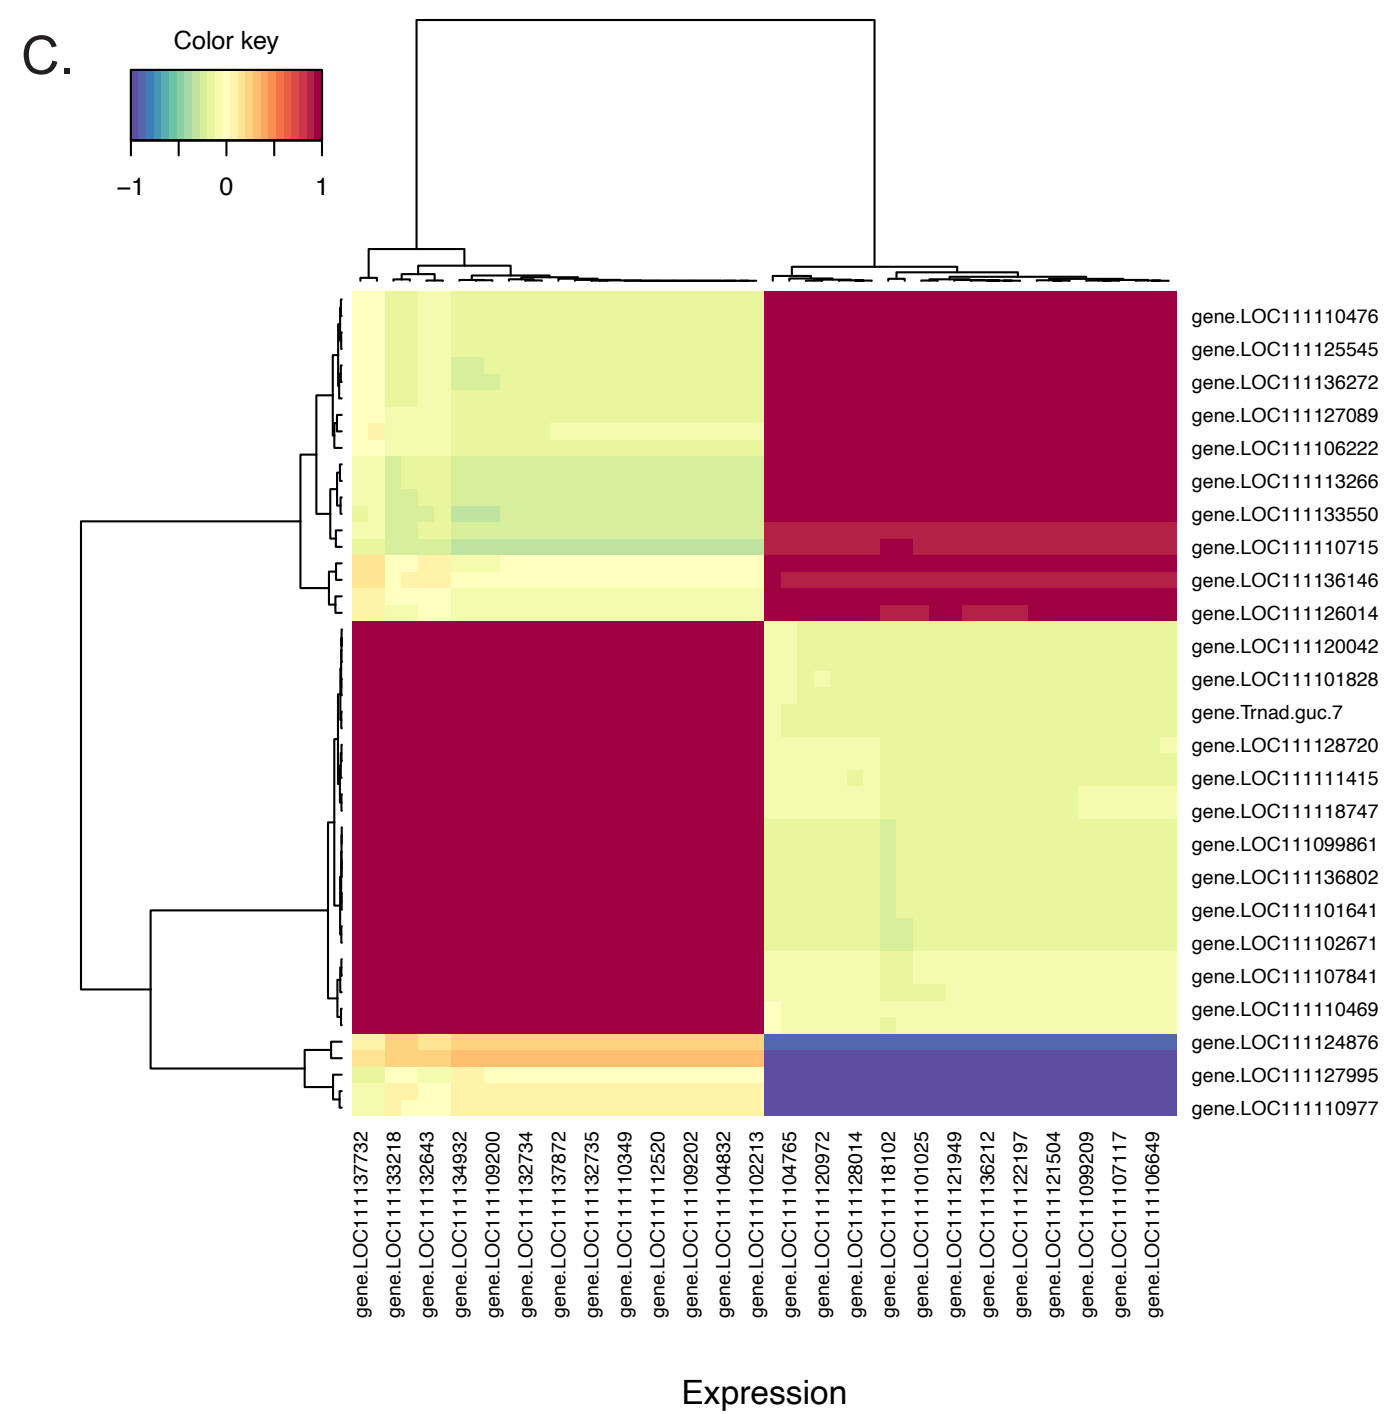 C.
Color key
−1 0 1
gene.LOC111110476
gene.LOC111125545
gene.LOC111136272
gene.LOC111127089
gene.LOC111106222
gene.LOC111113266
gene.LOC111133550
gene.LOC111110715
gene.LOC111136146
gene.LOC111126014
gene.LOC111120042
gene.LOC111101828
gene.Trnad.guc.7
gene.LOC111128720
gene.LOC111111415
gene.LOC111118747
gene.LOC111099861
gene.LOC111136802
gene.LOC111101641
gene.LOC111102671
gene.LOC111107841
gene.LOC111110469
gene.LOC111124876
gene.LOC111127995
gene.LOC111110977
gene.LOC111137732
gene.LOC111133218
gene.LOC111132643
gene.LOC111134932
gene.LOC111109200
gene.LOC111132734
gene.LOC111137872
gene.LOC111132735
gene.LOC111110349
gene.LOC111112520
gene.LOC111109202
gene.LOC111104832
gene.LOC111102213
gene.LOC111104765
gene.LOC111120972
gene.LOC111128014
gene.LOC111118102
gene.LOC111101025
gene.LOC111121949
gene.LOC111136212
gene.LOC111122197
gene.LOC111121504
gene.LOC111099209
gene.LOC111107117
gene.LOC111106649
Expression